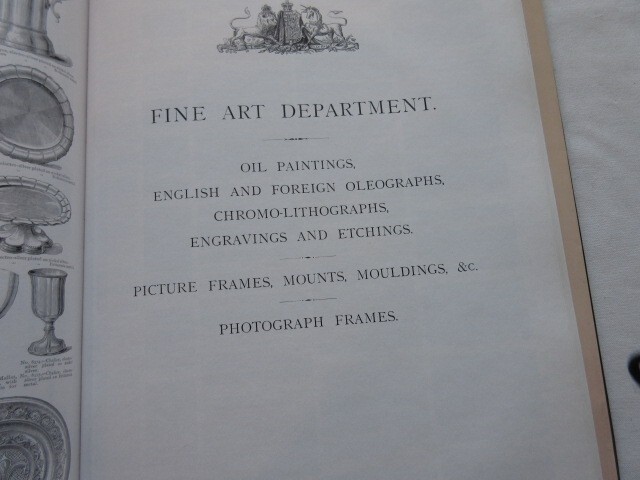 FINE ART DEPARTMENT.
OIL PAINTINGS,
ENGLISH AND FOREIGN OLEOGRAPHS,
CHROMO-LITHOGRAPHS,
ENGRAVINGS AND ETCHINGS.
PICTURE FRAMES, MOUNTS, MOULDINGS, &c.
PHOTOGRAPH FRAMES.